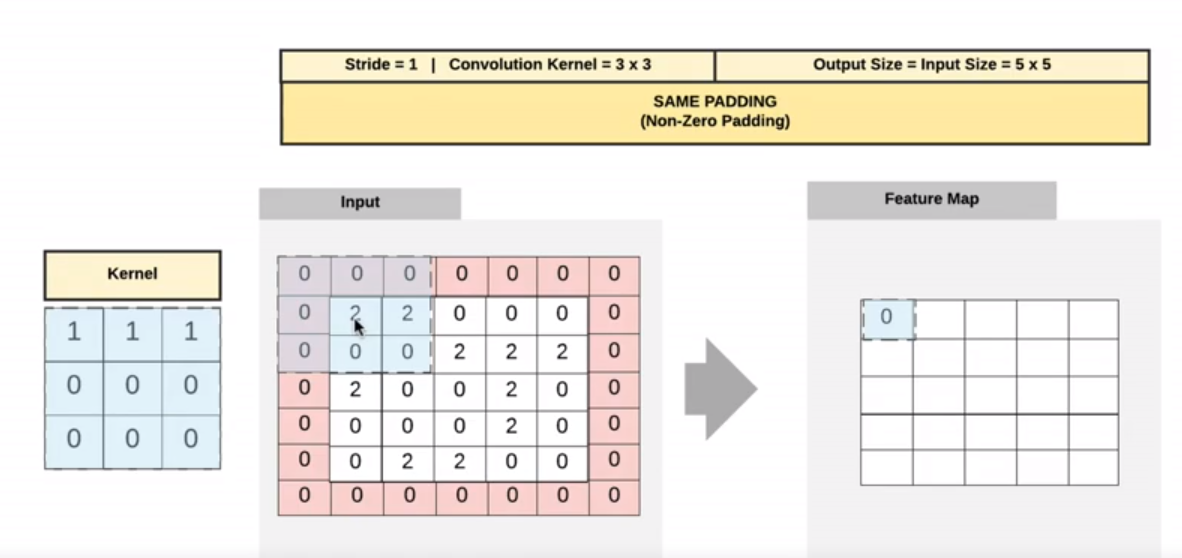 Stride = 1 | Convolution Kernel = 3 x 3
Output Size = Input Size = 5 x 5
SAME PADDING
(Non-Zero Padding)
Input
Feature Map
Kernel
1 1 1
0 0 0
0 0 0
0 0 0 0 0 0 0
0 2 2 0 0 0 0
0 0 0 2 2 2 0
0 2 0 0 2 0 0
0 0 0 0 2 0 0
0 0 2 2 0 0 0
0 0 0 0 0 0 0
0